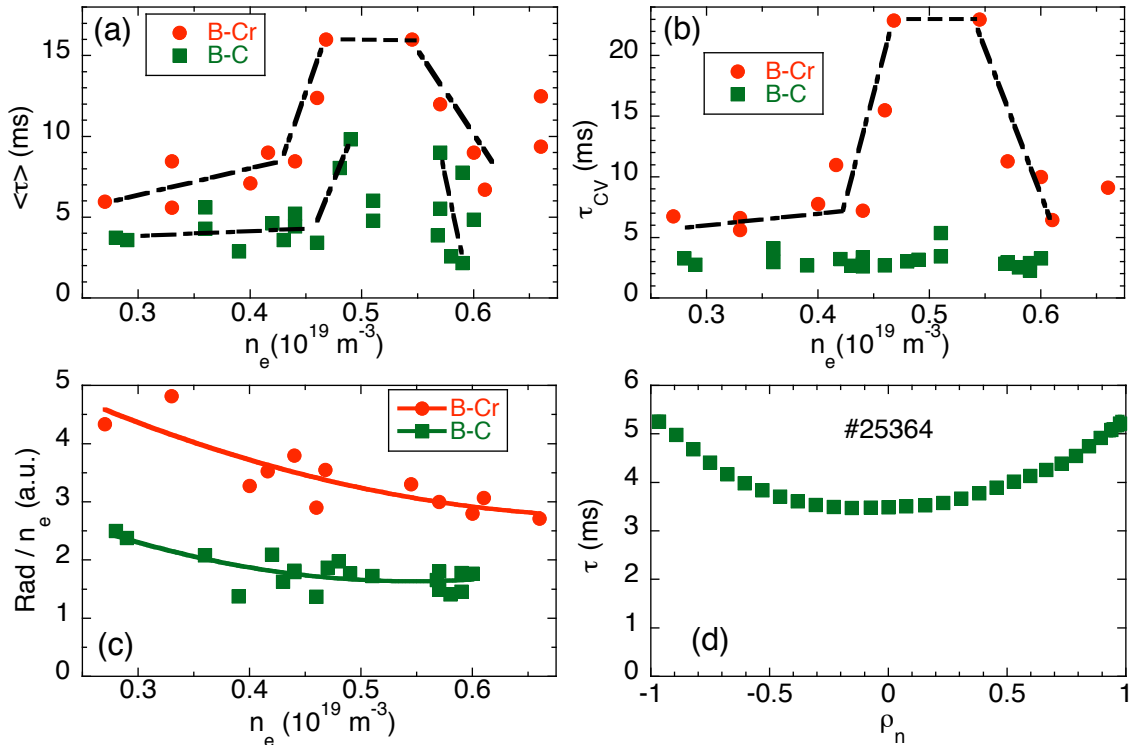 (a)
B-Cr
B-C
<τ> (ms)
15
10
5
0
0.3 0.4 0.5 0.6
n_e(10^19 m^-3)
(b)
B-Cr
B-C
τ_CV (ms)
20
15
10
5
0
0.3 0.4 0.5 0.6
n_e(10^19 m^-3)
(c)
B-Cr
B-C
Rad / n_e (a.u.)
5
4
3
2
1
0
0.3 0.4 0.5 0.6
n_e (10^19 m^-3)
(d)
#25364
τ (ms)
6
5
4
3
2
1
0
-1 -0.5 0 0.5 1
ρ_n